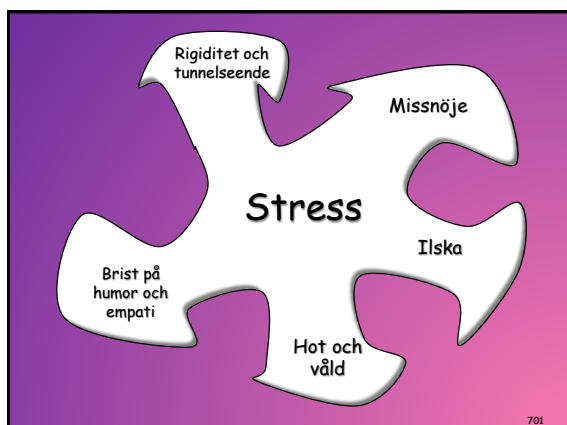 Rigiditet och
tunnelseende
Missnöje
Stress
Ilska
Brist på
humor och
empati
Hot och
våld
701